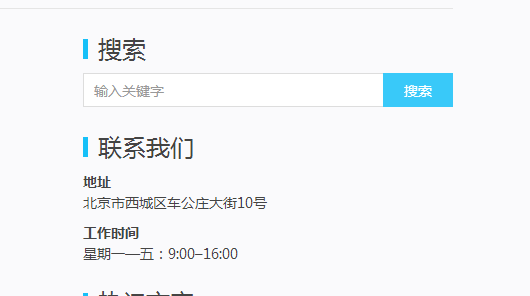 搜索
输入关键字
搜索
联系我们
地址
北京市西城区车公庄大街10号
工作时间
星期一—五：9:00–16:00